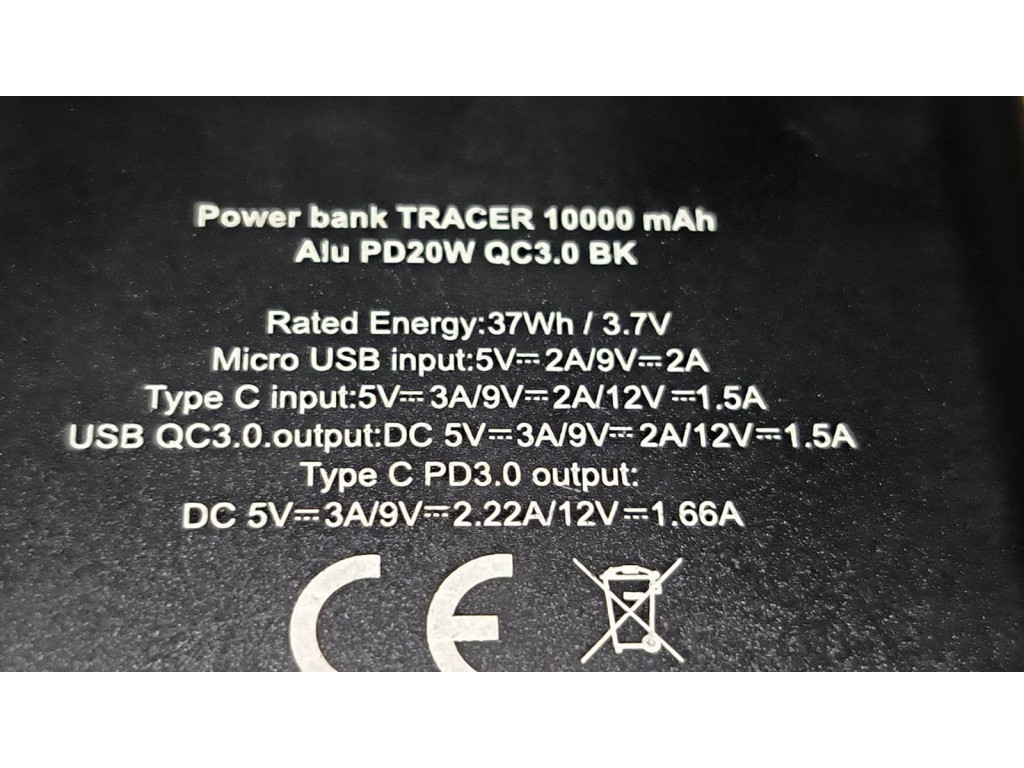 Power bank TRACER 10000 mAh
Alu PD20W QC3.0 BK
Rated Energy:37Wh / 3.7V
Micro USB input:5V⎓2A/9V⎓2A
Type C input:5V⎓3A/9V⎓2A/12V⎓1.5A
USB QC3.0.output:DC 5V⎓3A/9V⎓2A/12V⎓1.5A
Type C PD3.0 output:
DC 5V⎓3A/9V⎓2.22A/12V⎓1.66A
CE